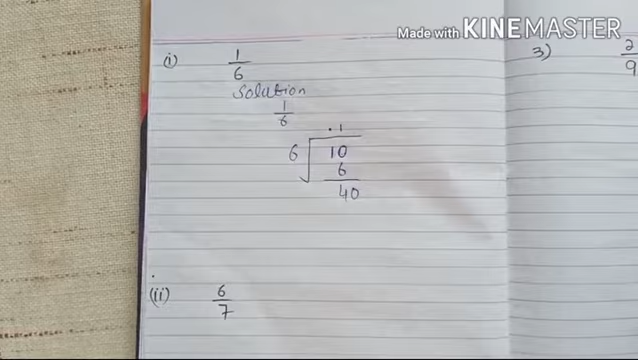 Made with KINEMASTER
(i) 1/6
Solution
1/6
.1
6 √ 10
6
40
(ii) 6/7
3) 2/9